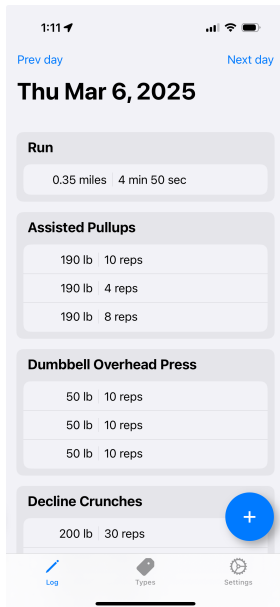 1:11
Prev day Next day
Thu Mar 6, 2025
Run
0.35 miles 4 min 50 sec
Assisted Pullups
190 lb 10 reps
190 lb 4 reps
190 lb 8 reps
Dumbbell Overhead Press
50 lb 10 reps
50 lb 10 reps
50 lb 10 reps
Decline Crunches
200 lb 30 reps
+
Log Types Settings